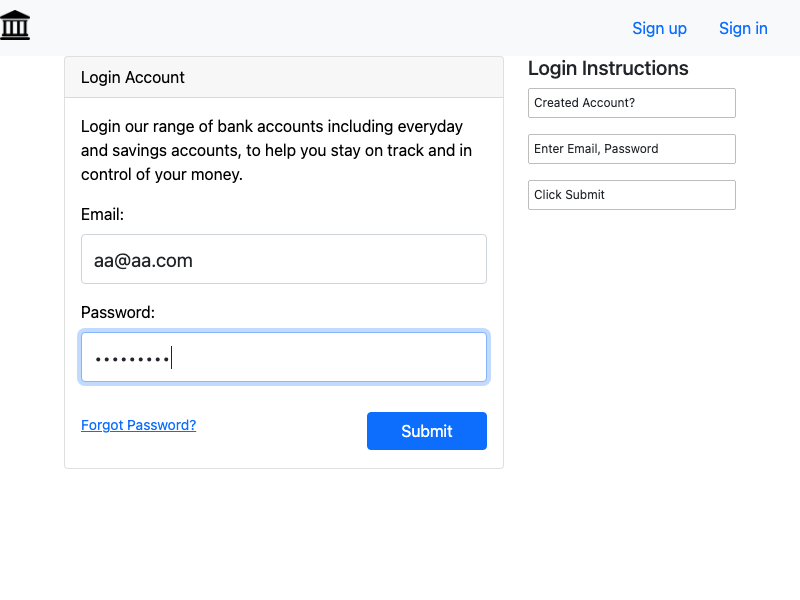 Sign up
Sign in
Login Account
Login our range of bank accounts including everyday
and savings accounts, to help you stay on track and in
control of your money.
Email:
aa@aa.com
Password:
•••••••••
Forgot Password?
Submit
Login Instructions
Created Account?
Enter Email, Password
Click Submit